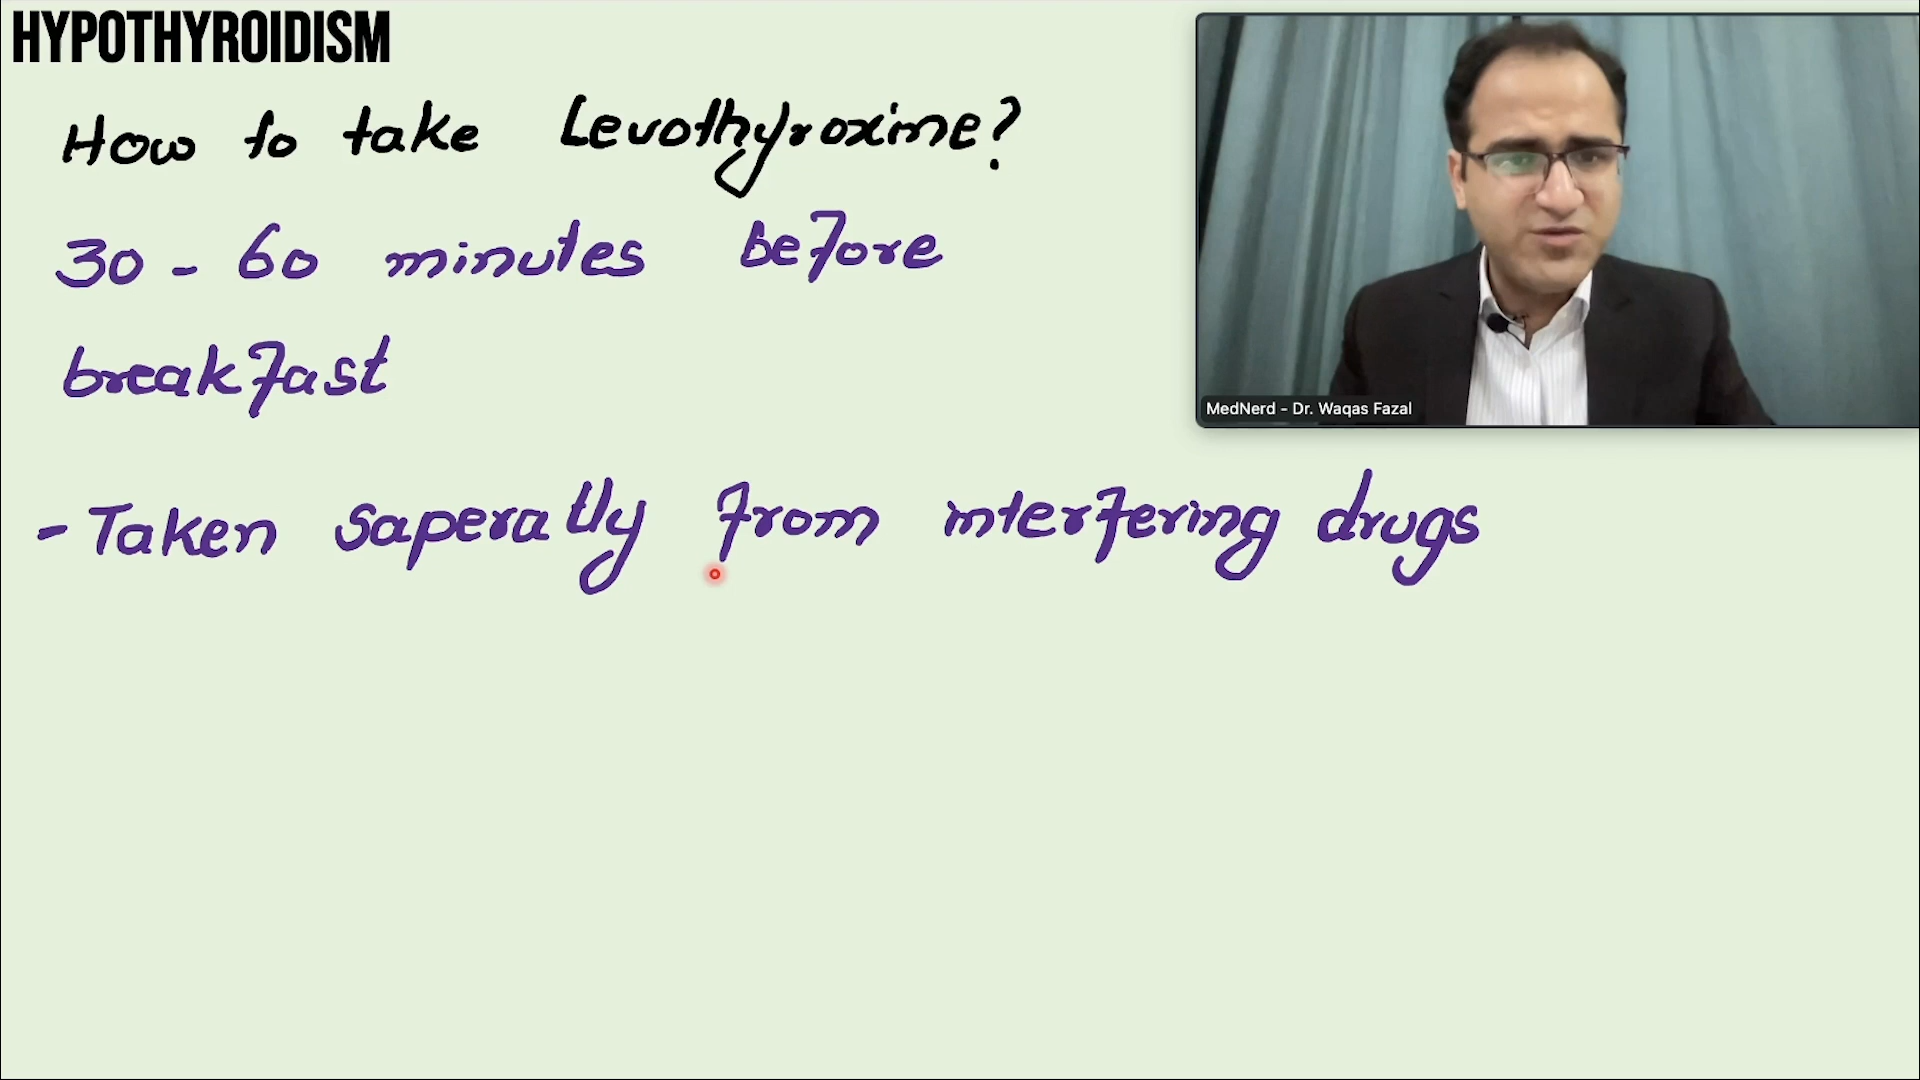 HYPOTHYROIDISM
How to take Levothyroxine?
30 - 60 minutes before
breakfast
- Taken saperatly from interfering drugs
MedNerd - Dr. Waqas Fazal